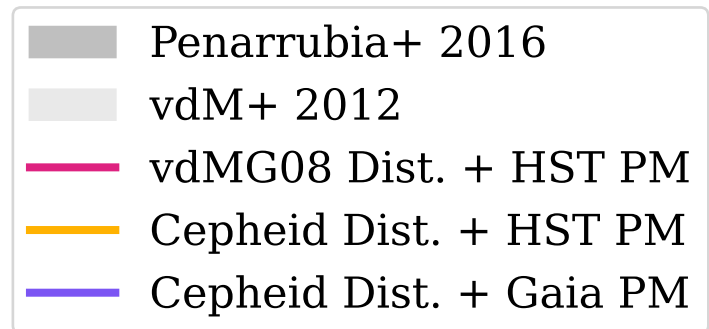 Penarrubia+ 2016
vdM+ 2012
vdMG08 Dist. + HST PM
Cepheid Dist. + HST PM
Cepheid Dist. + Gaia PM